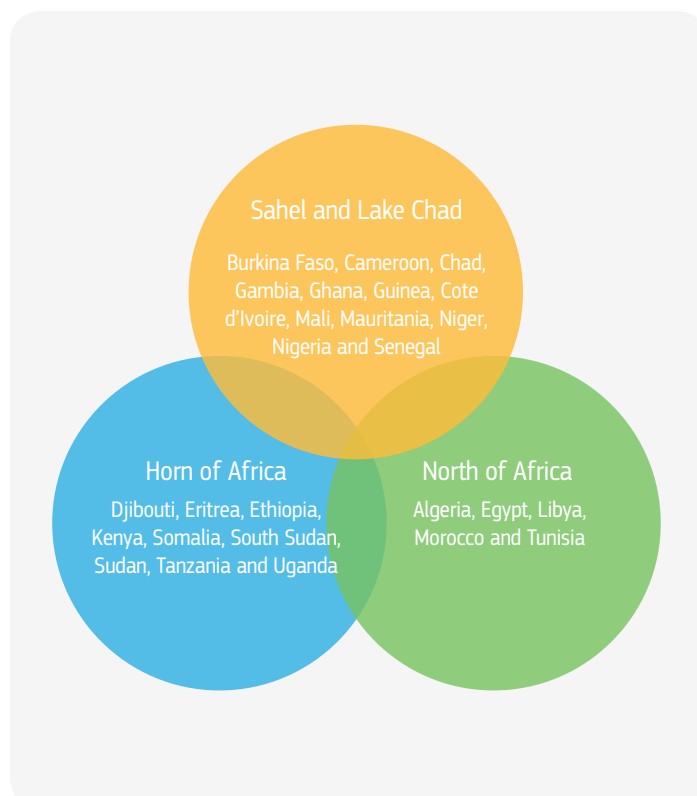 Sahel and Lake Chad
Burkina Faso, Cameroon, Chad,
Gambia, Ghana, Guinea, Cote
d'Ivoire, Mali, Mauritania, Niger,
Nigeria and Senegal
Horn of Africa
Djibouti, Eritrea, Ethiopia,
Kenya, Somalia, South Sudan,
Sudan, Tanzania and Uganda
North of Africa
Algeria, Egypt, Libya,
Morocco and Tunisia